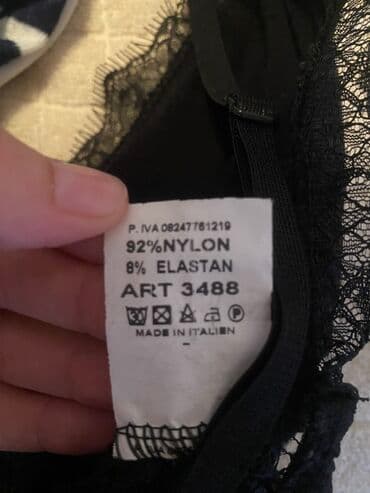 P. IVA 08247761219
92%NYLON
8% ELASTAN
ART 3488
MADE IN ITALIEN